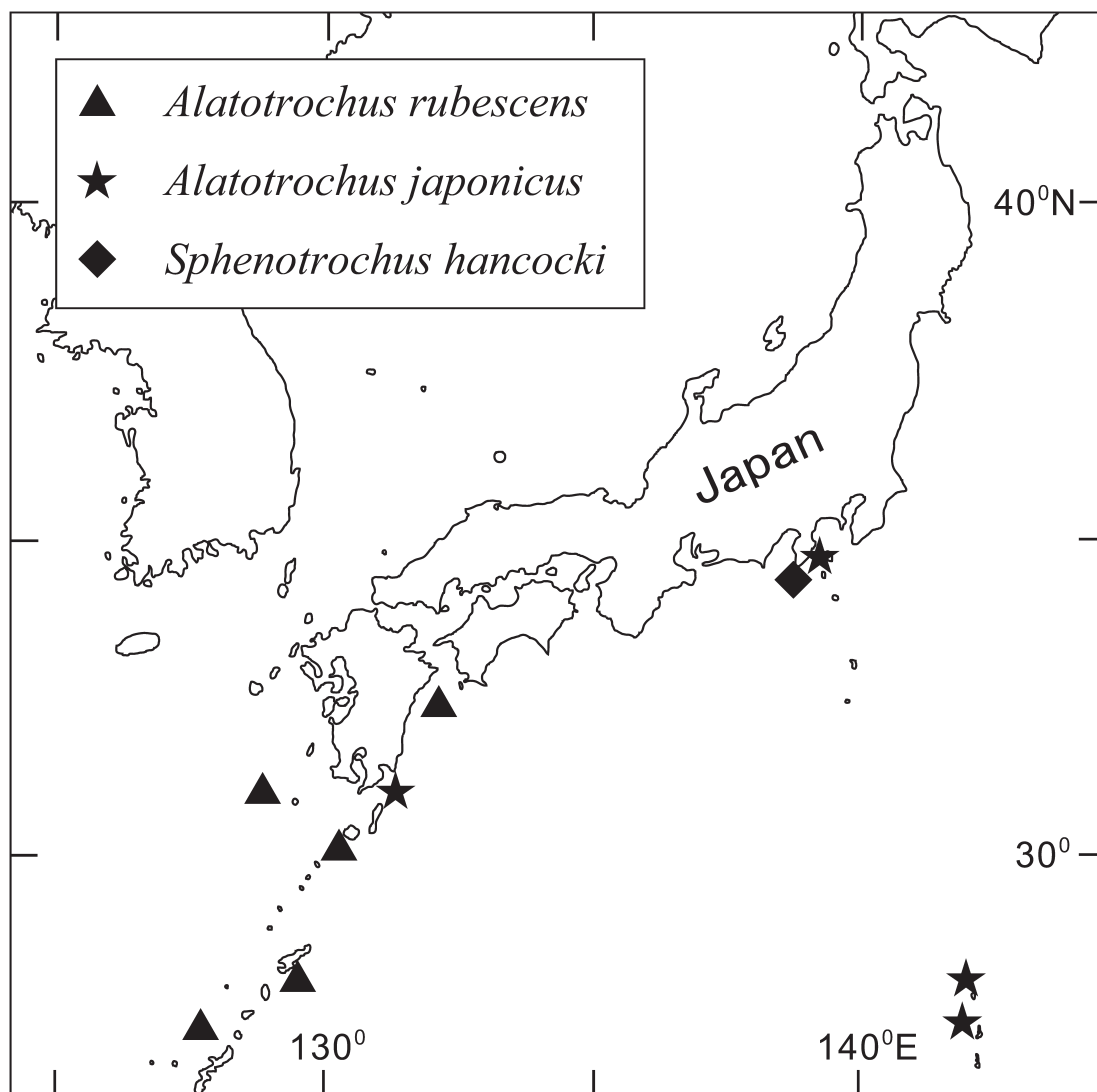 Alatotrochus rubescens
Alatotrochus japonicus
Sphenotrochus hancocki
40⁰N
Japan
30⁰
130⁰
140⁰E